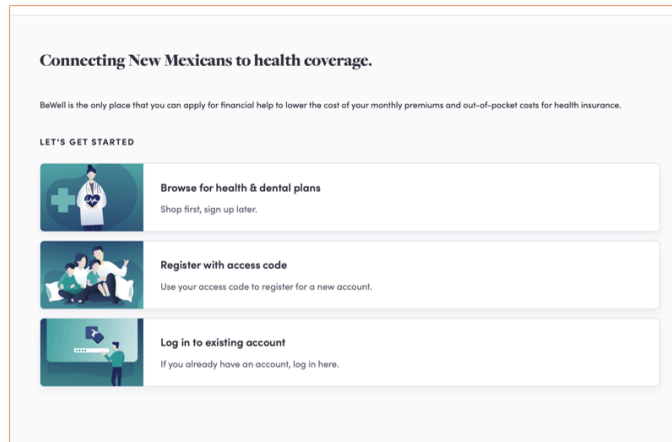 Connecting New Mexicans to health coverage.
BeWell is the only place that you can apply for financial help to lower the cost of your monthly premiums and out-of-pocket costs for health insurance.
LET'S GET STARTED
Browse for health & dental plans
Shop first, sign up later.
Register with access code
Use your access code to register for a new account.
Log in to existing account
If you already have an account, log in here.